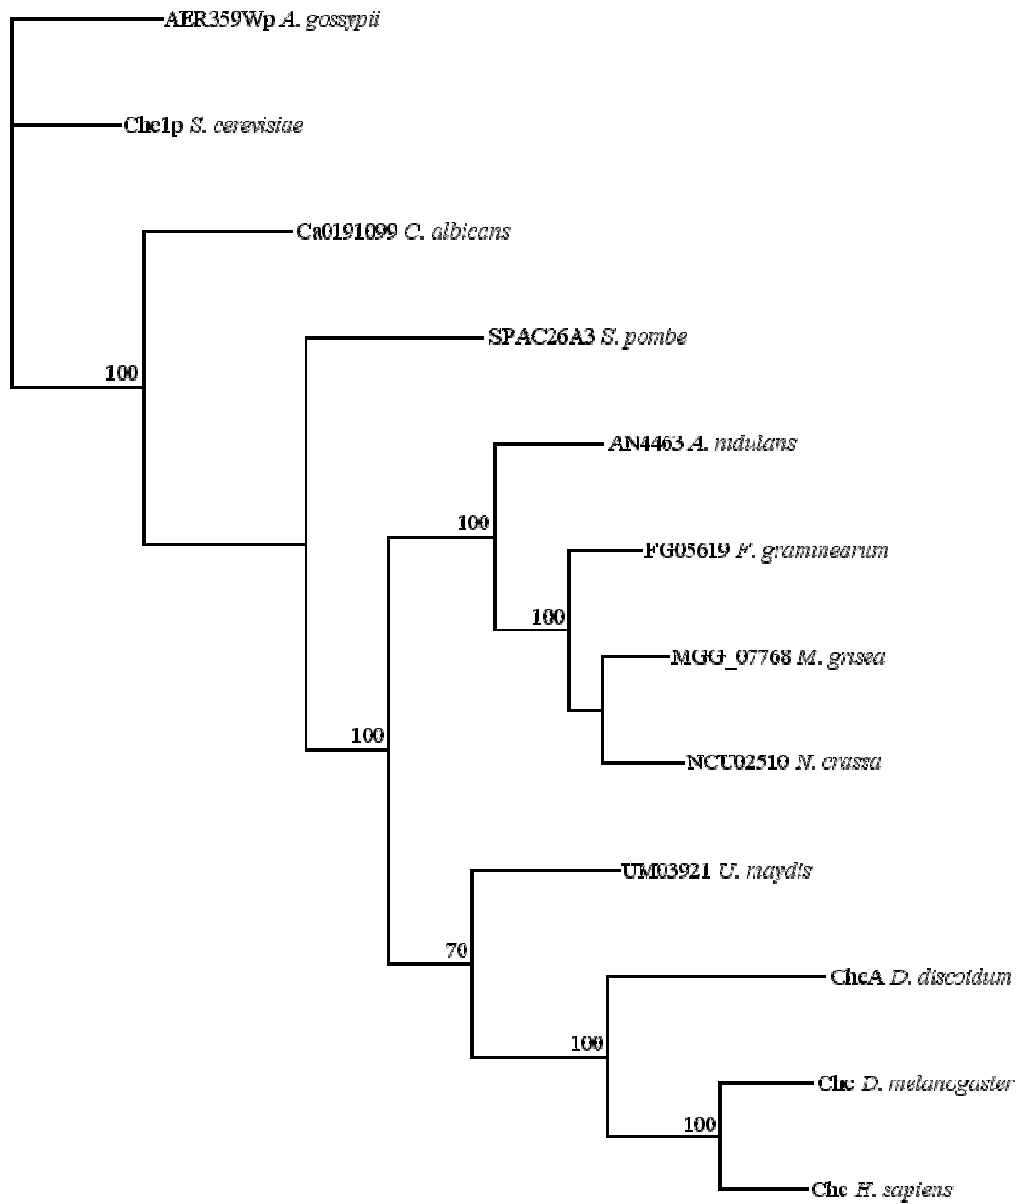 AER359Wp A. gossypii
Chc1p S. cerevisiae
Ca0191099 C. albicans
100
SPAC26A3 S. pombe
AN4463 A. nidulans
100
FG05619 F. graminearum
100
MGG_07768 M. grisea
100
NCU02510 N. crassa
UM03921 U. maydis
70
ChcA D. discoidum
100
Chc D. melanogaster
100
Chc H. sapiens